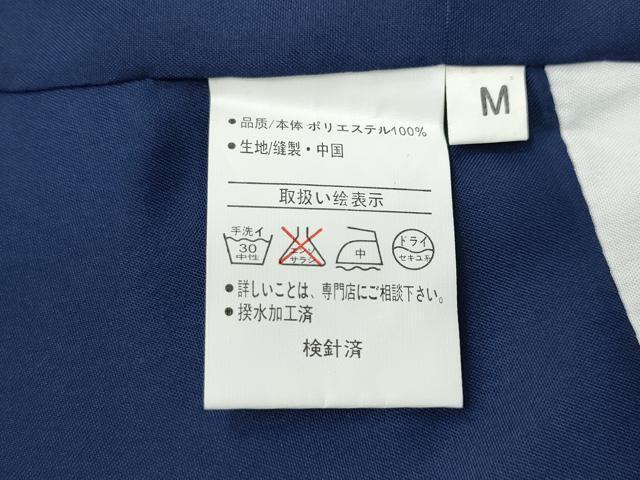 M
● 品質/本体 ポリエステル100%
● 生地/縫製・中国
取扱い絵表示
手洗イ
30
中性
エンソ
サラシ
中
ドライ
セキユ系
● 詳しいことは、専門店にご相談下さい。
● 撥水加工済
検針済